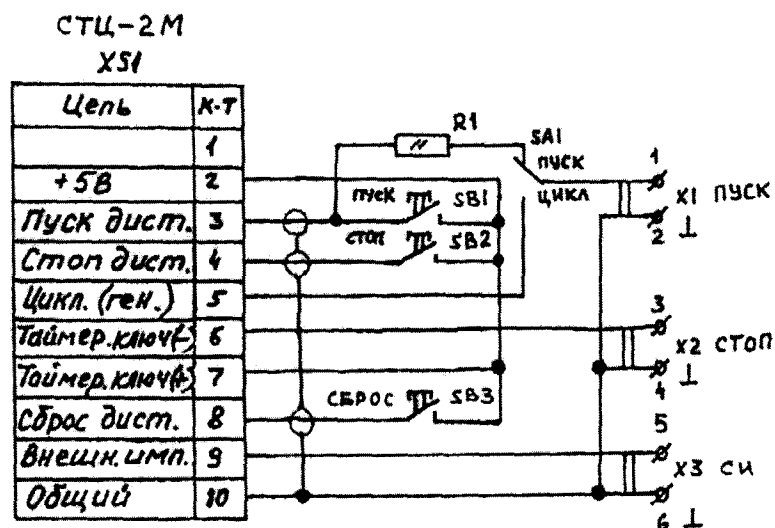 СТЦ-2М
XS1
Цепь К-Т
1
+5В 2
Пуск дист. 3
Стоп дист. 4
Цикл. (ген.) 5
Таймер.ключ(-) 6
Таймер.ключ(+) 7
Сброс дист. 8
Внешн.имп. 9
Общий 10
R1
SA1
ПУСК
ЦИКЛ
ПУСК SB1
СТОП SB2
СБРОС SB3
1
X1 ПУСК
2 ⊥
3
X2 СТОП
4 ⊥
5
X3 СИ
6 ⊥